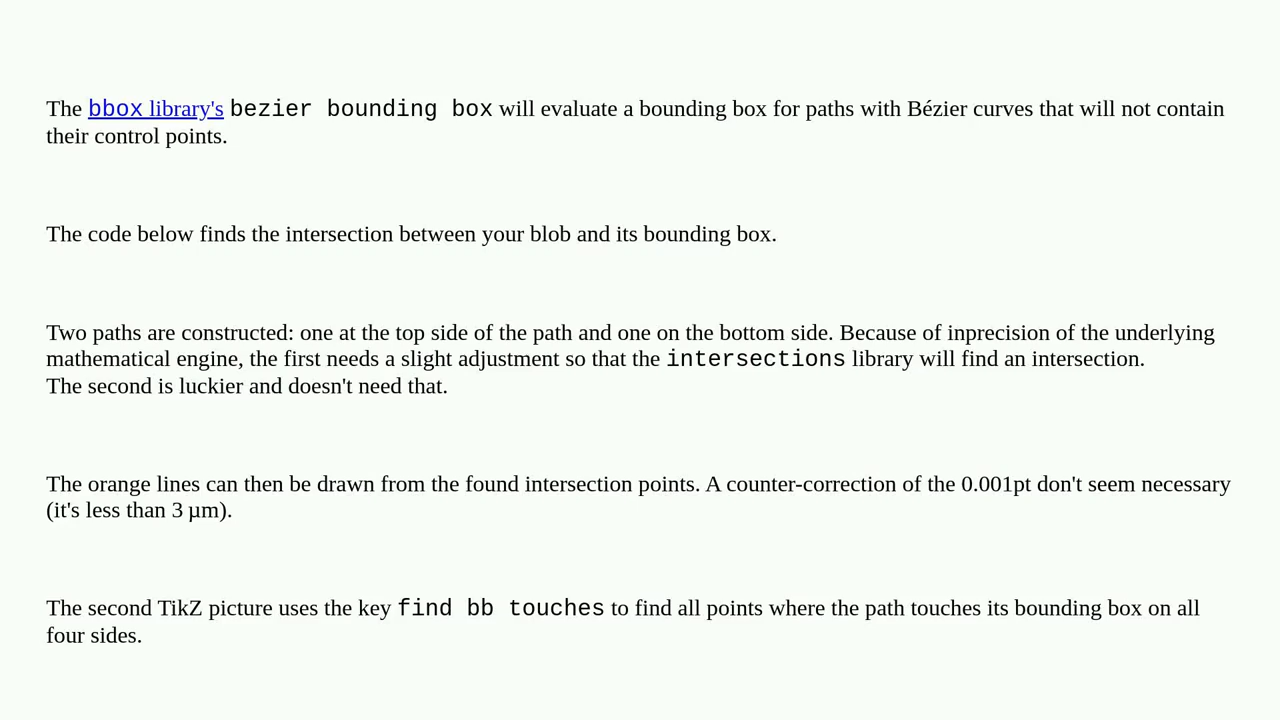 The bbox library's bezier bounding box will evaluate a bounding box for paths with Bézier curves that will not contain
their control points.
The code below finds the intersection between your blob and its bounding box.
Two paths are constructed: one at the top side of the path and one on the bottom side. Because of inprecision of the underlying
mathematical engine, the first needs a slight adjustment so that the intersections library will find an intersection.
The second is luckier and doesn't need that.
The orange lines can then be drawn from the found intersection points. A counter-correction of the 0.001pt don't seem necessary
(it's less than 3 µm).
The second TikZ picture uses the key find bb touches to find all points where the path touches its bounding box on all
four sides.